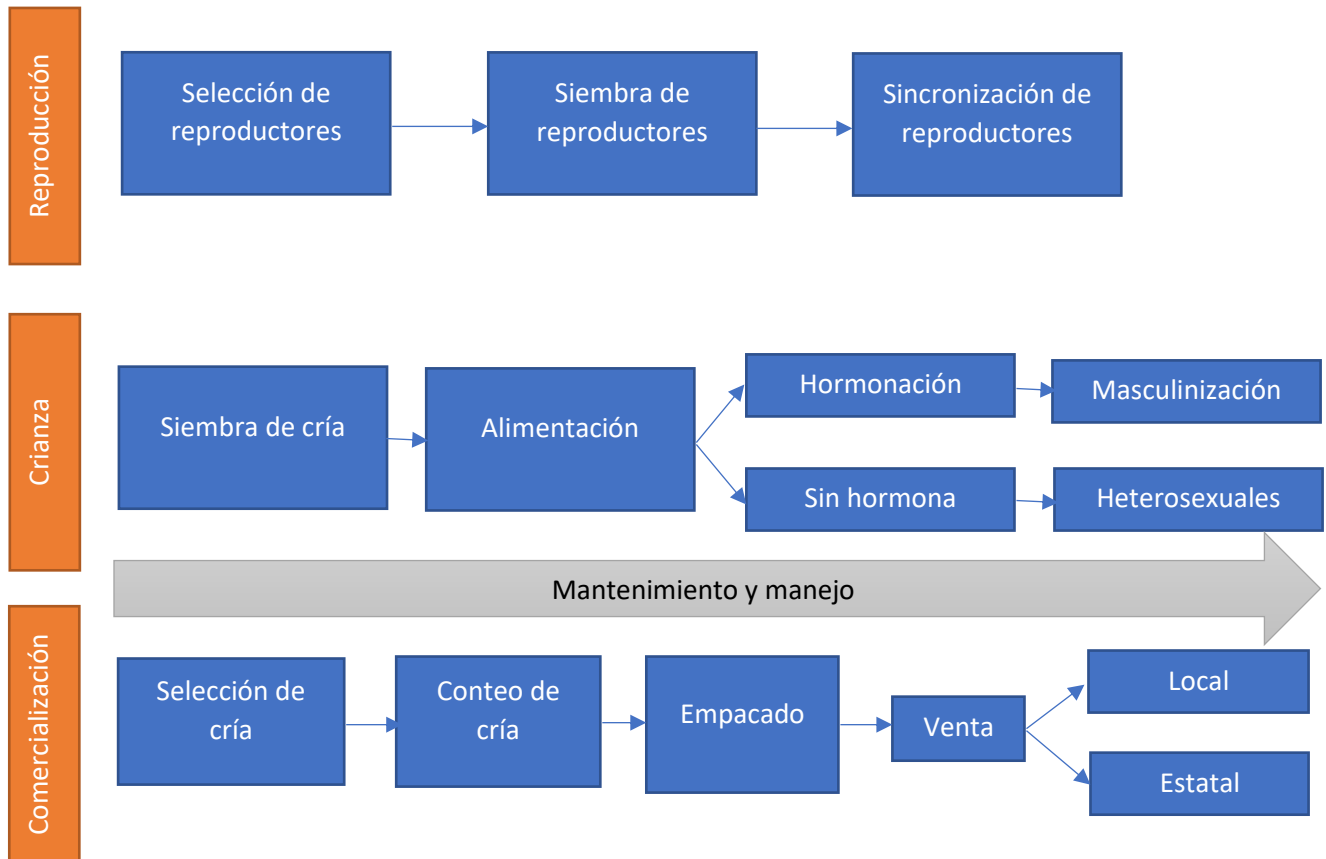 Reproducción
Selección de
reproductores
Siembra de
reproductores
Sincronización de
reproductores
Crianza
Siembra de cría
Alimentación
Hormonación
Masculinización
Sin hormona
Heterosexuales
Mantenimiento y manejo
Comercialización
Selección de
cría
Conteo de
cría
Empacado
Venta
Local
Estatal